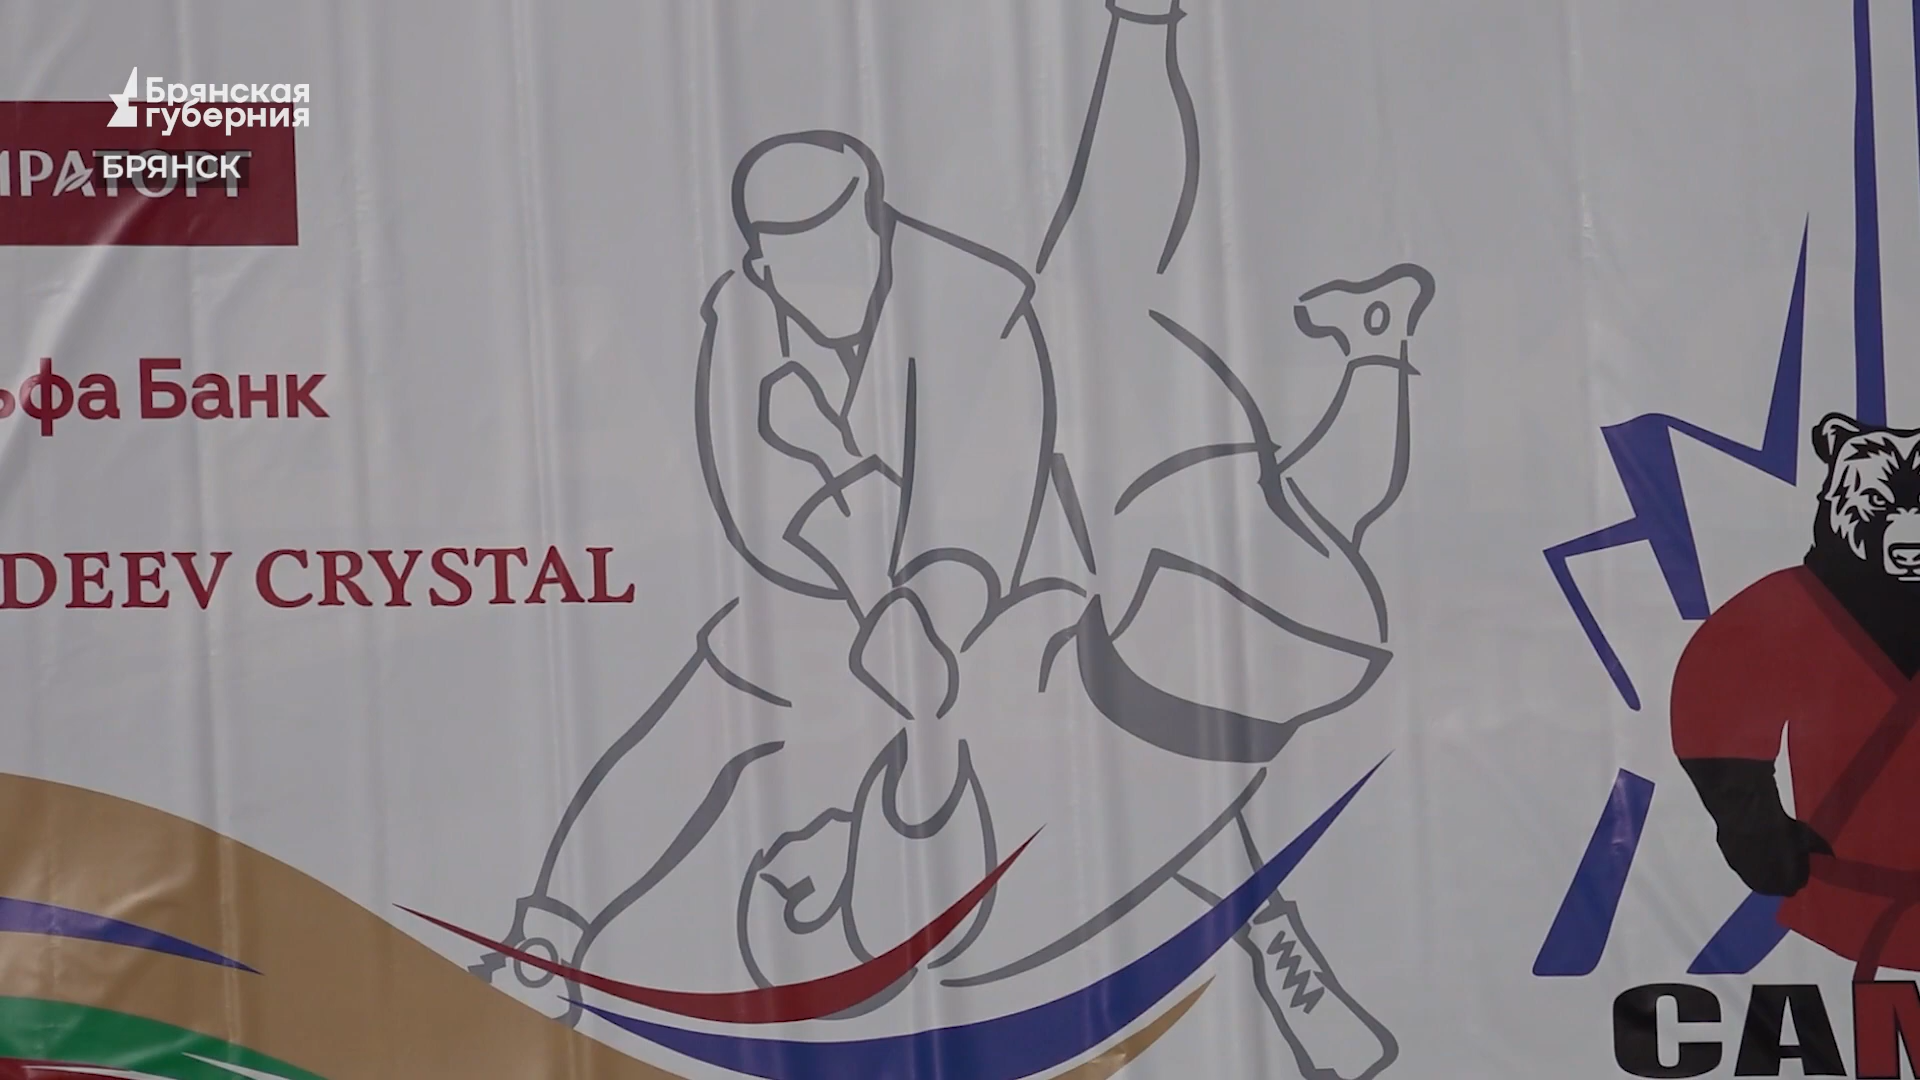 Брянская
губерния
БРЯНСК
ИРАТОРГ
ьфа Банк
DEEV CRYSTAL
САМ